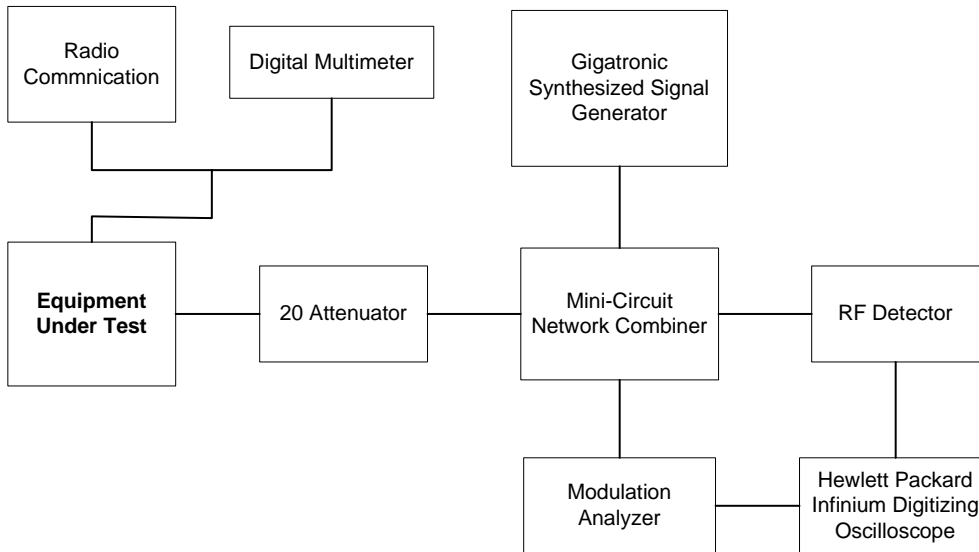 Radio
Commnication
Digital Multimeter
Gigatronic
Synthesized Signal
Generator
Equipment
Under Test
20 Attenuator
Mini-Circuit
Network Combiner
RF Detector
Modulation
Analyzer
Hewlett Packard
Infinium Digitizing
Oscilloscope